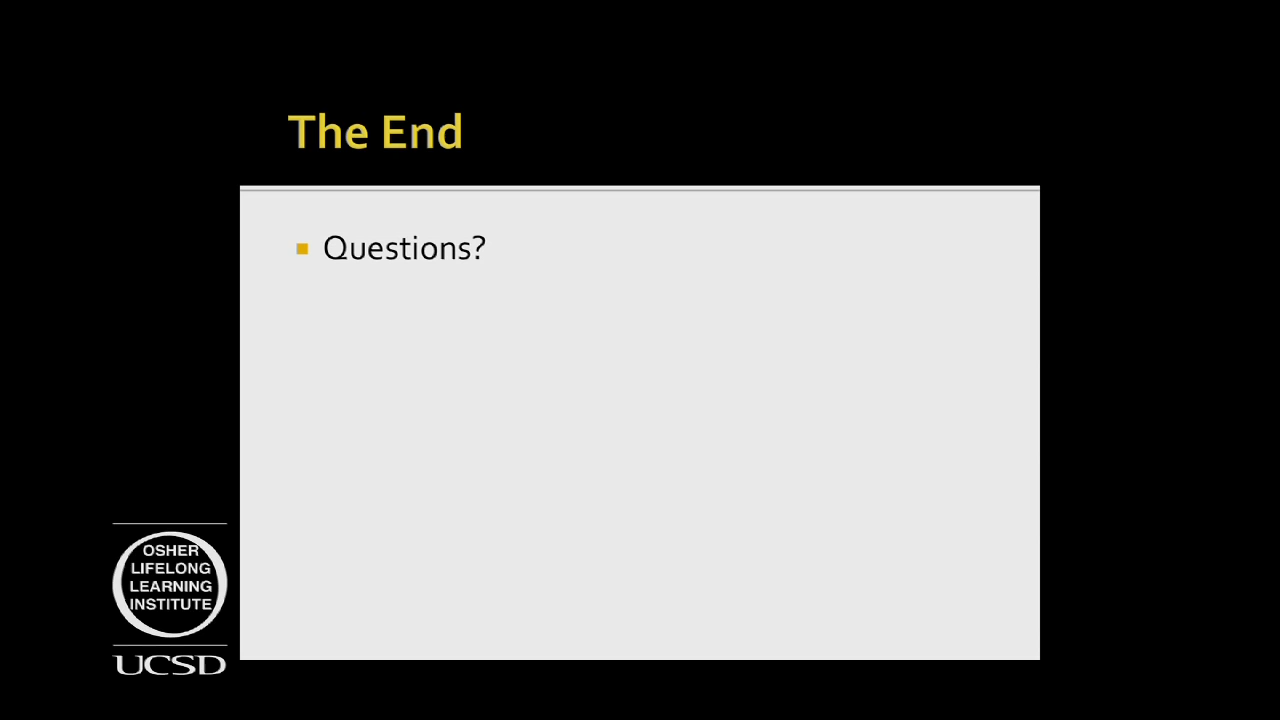 The End
Questions?
OSHER
LIFELONG
LEARNING
INSTITUTE
UCSD